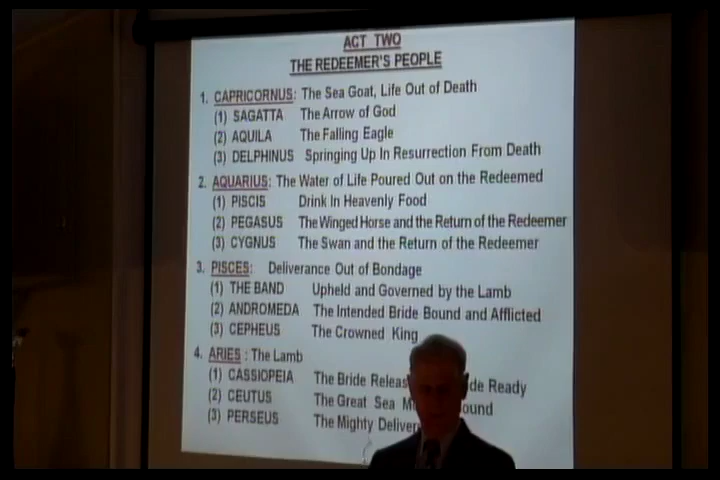 ACT TWO
THE REDEEMER'S PEOPLE
1. CAPRICORNUS: The Sea Goat, Life Out of Death
(1) SAGATTA The Arrow of God
(2) AQUILA The Falling Eagle
(3) DELPHINUS Springing Up In Resurrection From Death
2. AQUARIUS: The Water of Life Poured Out on the Redeemed
(1) PISCIS Drink In Heavenly Food
(2) PEGASUS The Winged Horse and the Return of the Redeemer
(3) CYGNUS The Swan and the Return of the Redeemer
3. PISCES: Deliverance Out of Bondage
(1) THE BAND Upheld and Governed by the Lamb
(2) ANDROMEDA The Intended Bride Bound and Afflicted
(3) CEPHEUS The Crowned King
4. ARIES : The Lamb
(1) CASSIOPEIA The Bride Ready
(2) CEUTUS The Great Sea
(3) PERSEUS The Mighty